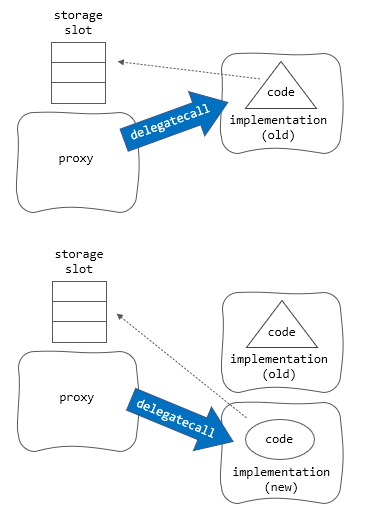 storage
slot
code
delegatecall
implementation
(old)
proxy
storage
slot
code
implementation
(old)
proxy
delegatecall
code
implementation
(new)